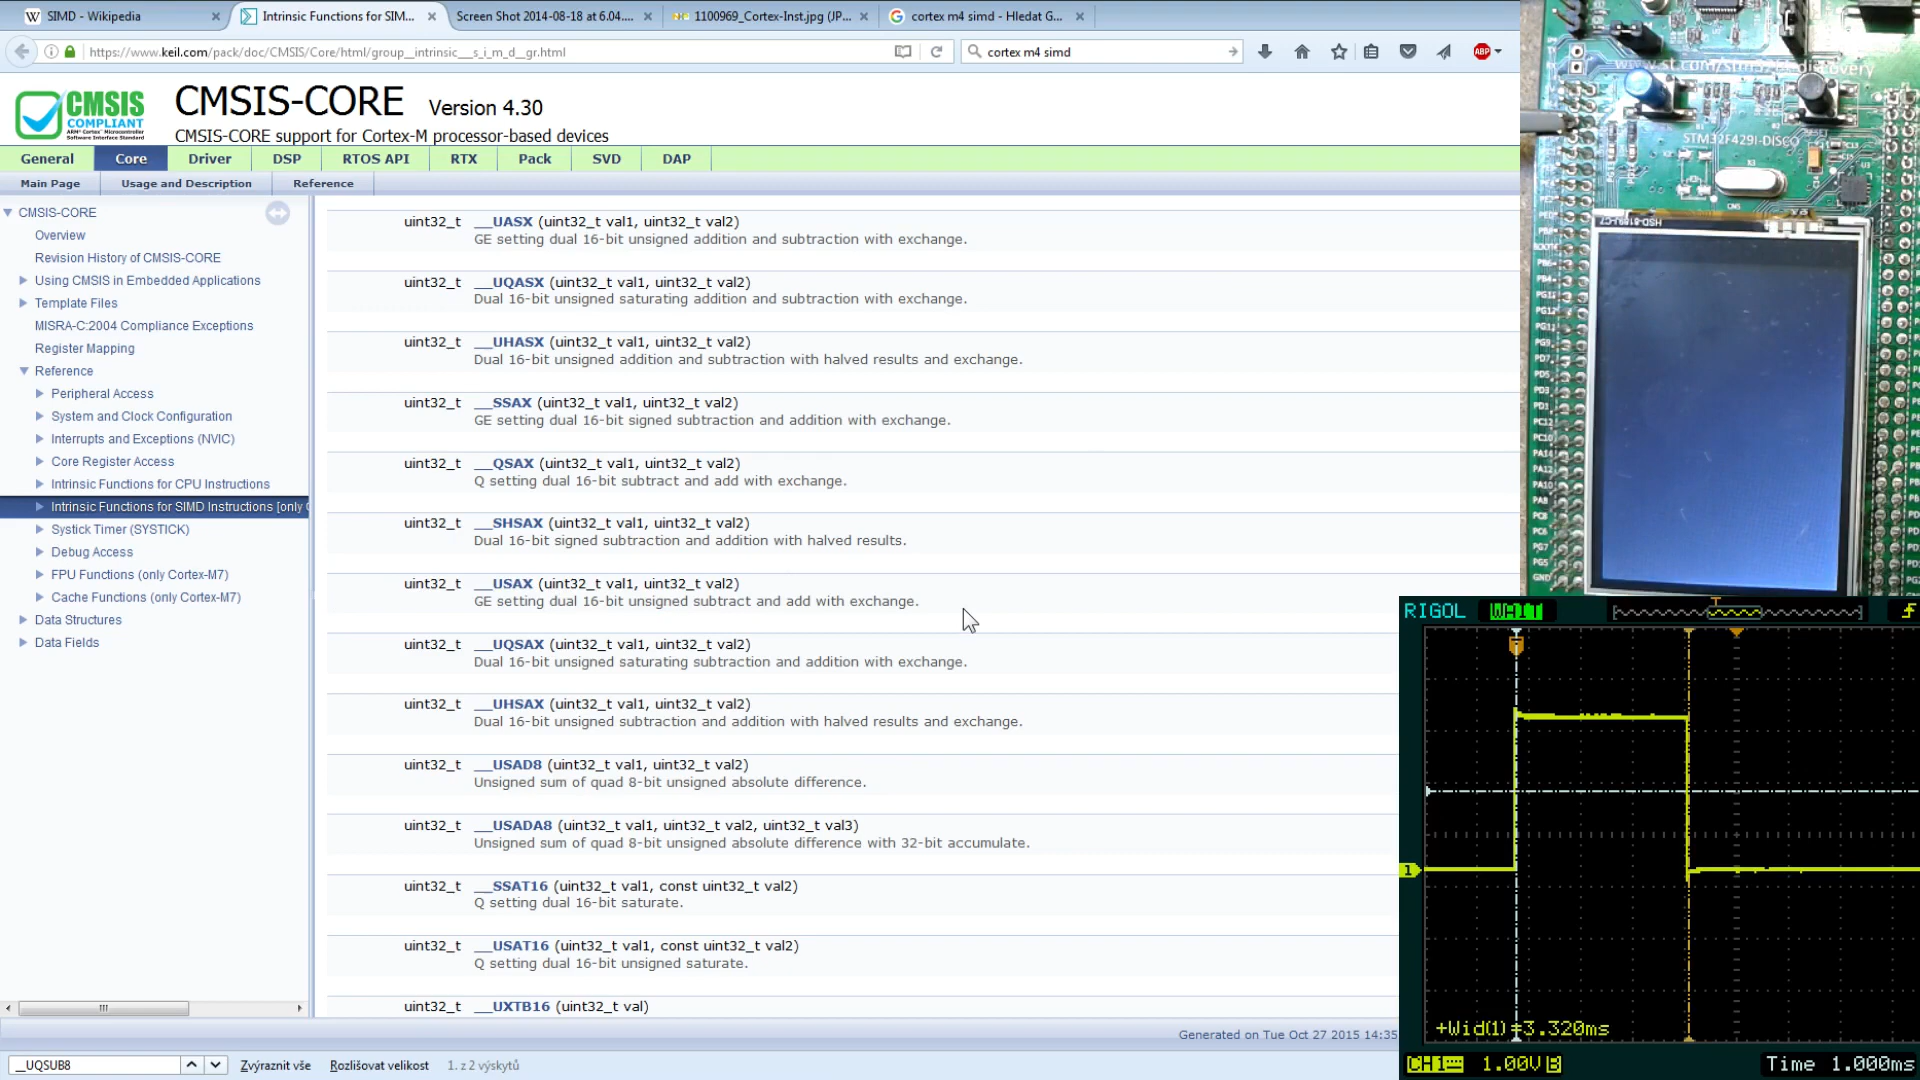 SIMD - Wikipedia
Intrinsic Functions for SIM...
Screen Shot 2014-08-18 at 6.04....
1100969_Cortex-Inst.jpg (JP...
cortex m4 simd - Hledat G...
https://www.keil.com/pack/doc/CMSIS/Core/html/group__intrinsic___s_i_m_d__gr.html
cortex m4 simd
ABP
CMSIS
COMPLIANT
ARM Cortex Microcontroller
Software Interface Standard
CMSIS-CORE Version 4.30
CMSIS-CORE support for Cortex-M processor-based devices
General
Core
Driver
DSP
RTOS API
RTX
Pack
SVD
DAP
Main Page
Usage and Description
Reference
CMSIS-CORE
Overview
Revision History of CMSIS-CORE
Using CMSIS in Embedded Applications
Template Files
MISRA-C:2004 Compliance Exceptions
Register Mapping
Reference
Peripheral Access
System and Clock Configuration
Interrupts and Exceptions (NVIC)
Core Register Access
Intrinsic Functions for CPU Instructions
Intrinsic Functions for SIMD Instructions [only
Systick Timer (SYSTICK)
Debug Access
FPU Functions (only Cortex-M7)
Cache Functions (only Cortex-M7)
Data Structures
Data Fields
uint32_t __UASX (uint32_t val1, uint32_t val2)
GE setting dual 16-bit unsigned addition and subtraction with exchange.
uint32_t __UQASX (uint32_t val1, uint32_t val2)
Dual 16-bit unsigned saturating addition and subtraction with exchange.
uint32_t __UHASX (uint32_t val1, uint32_t val2)
Dual 16-bit unsigned addition and subtraction with halved results and exchange.
uint32_t __SSAX (uint32_t val1, uint32_t val2)
GE setting dual 16-bit signed subtraction and addition with exchange.
uint32_t __QSAX (uint32_t val1, uint32_t val2)
Q setting dual 16-bit subtract and add with exchange.
uint32_t __SHSAX (uint32_t val1, uint32_t val2)
Dual 16-bit signed subtraction and addition with halved results.
uint32_t __USAX (uint32_t val1, uint32_t val2)
GE setting dual 16-bit unsigned subtract and add with exchange.
uint32_t __UQSAX (uint32_t val1, uint32_t val2)
Dual 16-bit unsigned saturating subtraction and addition with exchange.
uint32_t __UHSAX (uint32_t val1, uint32_t val2)
Dual 16-bit unsigned subtraction and addition with halved results and exchange.
uint32_t __USAD8 (uint32_t val1, uint32_t val2)
Unsigned sum of quad 8-bit unsigned absolute difference.
uint32_t __USADA8 (uint32_t val1, uint32_t val2, uint32_t val3)
Unsigned sum of quad 8-bit unsigned absolute difference with 32-bit accumulate.
uint32_t __SSAT16 (uint32_t val1, const uint32_t val2)
Q setting dual 16-bit saturate.
uint32_t __USAT16 (uint32_t val1, const uint32_t val2)
Q setting dual 16-bit unsigned saturate.
uint32_t __UXTB16 (uint32_t val)
Generated on Tue Oct 27 2015 14:35
__UQSUB8
Zvýraznit vše
Rozlišovat velikost
1. z 2 výskytů
www.st.com/stm32f4-discovery
STM32F429I-DISCO
RIGOL WAIT
T
1
+Wid(1)=3.320ms
CH1 1.00V B
Time 1.000ms